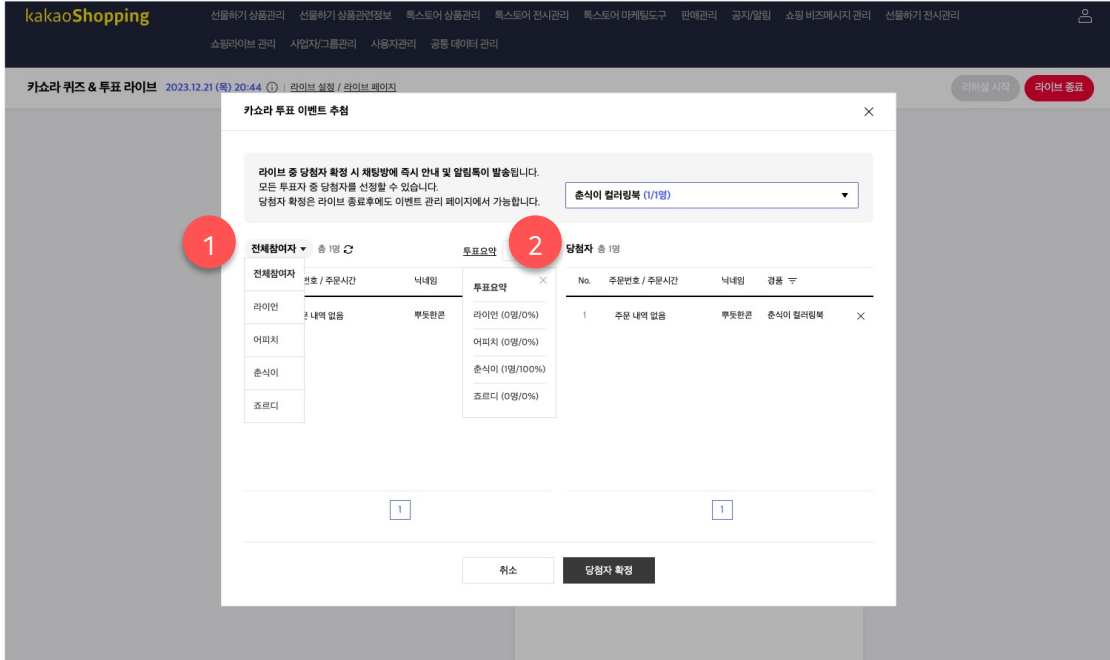 kakaoShopping
선물하기 상품관리 선물하기 상품관련정보 톡스토어 상품관리 톡스토어 전시관리 톡스토어 마케팅도구 판매관리 공지/알림 쇼핑 비즈메시지 관리 선물하기 전시관리
쇼핑라이브 관리 사업자/그룹관리 사용자관리 공통 데이터 관리
카쇼라 퀴즈 & 투표 라이브 2023.12.21 (목) 20:44 라이브 설정 / 라이브 페이지
리허설 시작 라이브 종료
카쇼라 투표 이벤트 추첨
라이브 중 당첨자 확정 시 채팅방에 즉시 안내 및 알림톡이 발송됩니다.
모든 투표자 중 당첨자를 선정할 수 있습니다.
당첨자 확정은 라이브 종료후에도 이벤트 관리 페이지에서 가능합니다.
춘식이 컬러링북 (1/1명)
1
전체참여자 총 1명
투표요약
2
당첨자 총 1명
전체참여자
라이언
어피치
춘식이
죠르디
번호 / 주문시간 닉네임
내역 없음 뿌듯한콘
투표요약
라이언 (0명/0%)
어피치 (0명/0%)
춘식이 (1명/100%)
죠르디 (0명/0%)
No. 주문번호 / 주문시간 닉네임 경품
1 주문 내역 없음 뿌듯한콘 춘식이 컬러링북
1
1
취소
당첨자 확정